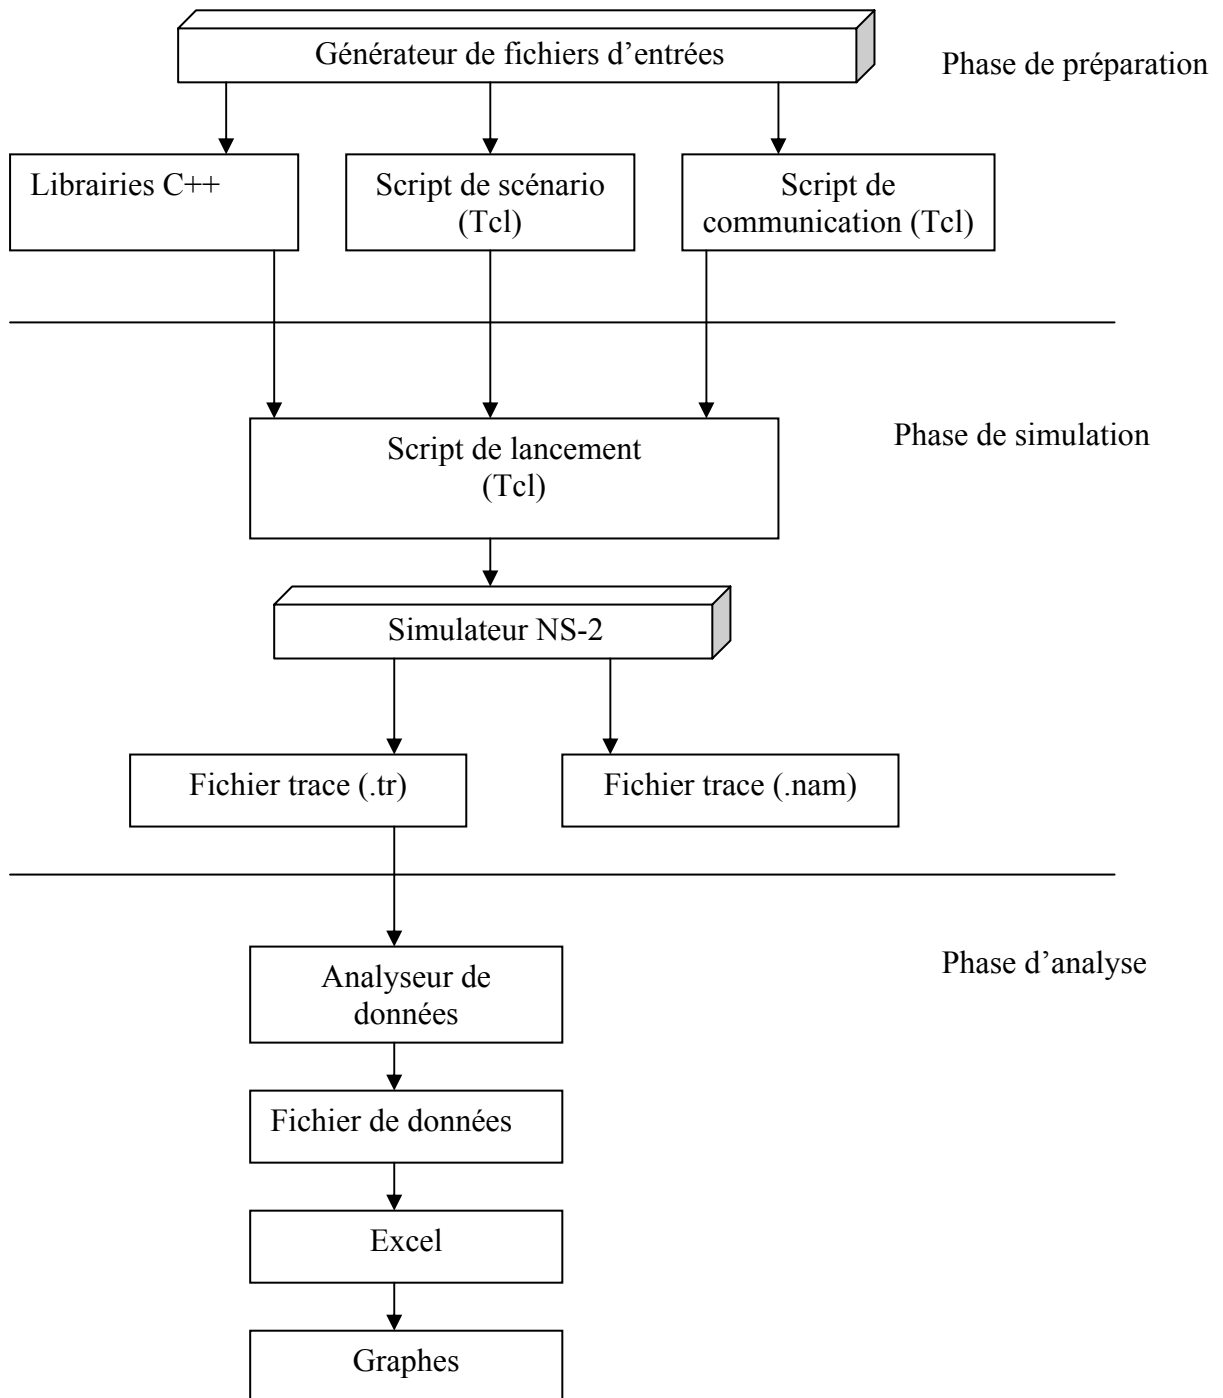 Générateur de fichiers d’entrées
Phase de préparation
Librairies C++
Script de scénario
(Tcl)
Script de
communication (Tcl)
Script de lancement
(Tcl)
Phase de simulation
Simulateur NS-2
Fichier trace (.tr)
Fichier trace (.nam)
Analyseur de
données
Phase d’analyse
Fichier de données
Excel
Graphes